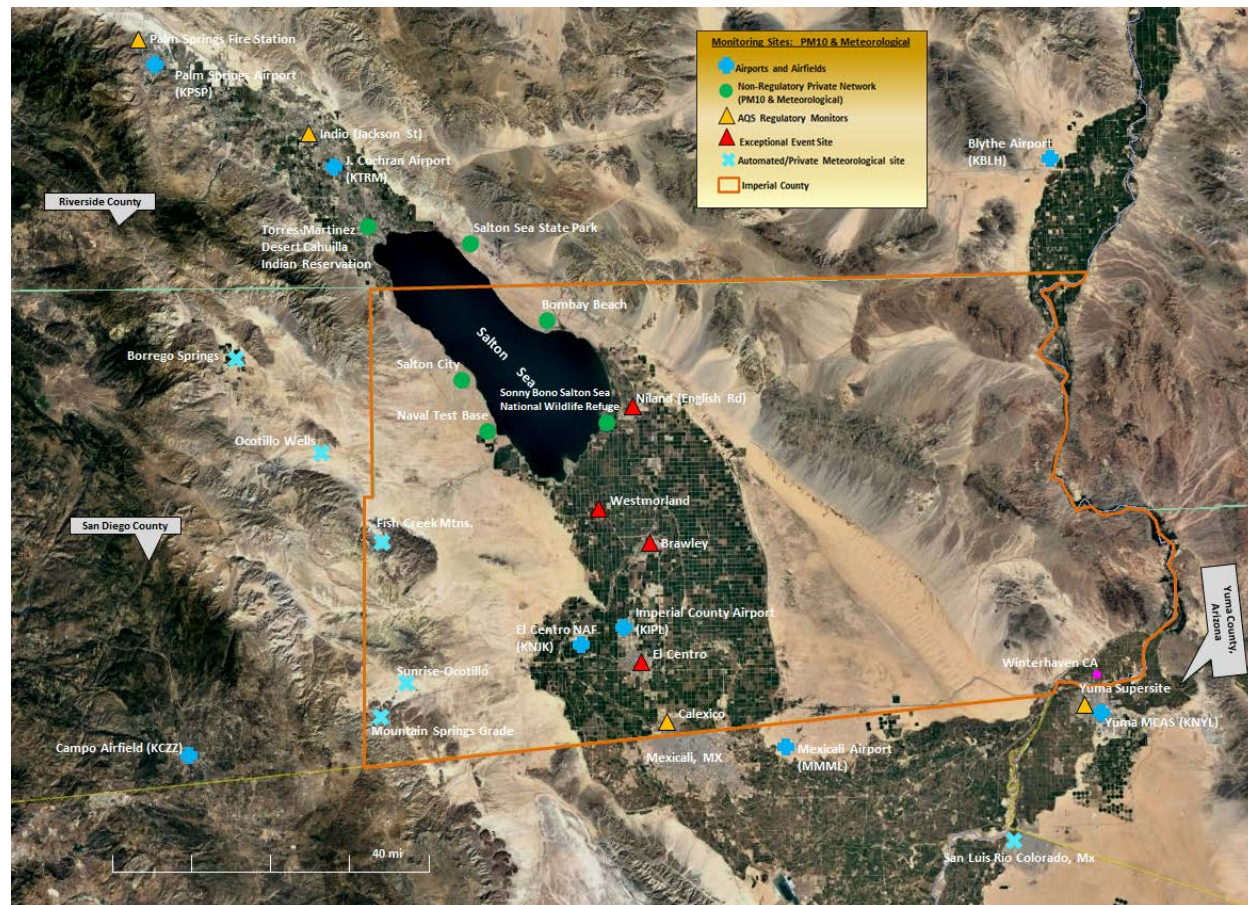 Palm Springs Fire Station
Palm Springs Airport
(KPSP)
Monitoring Sites: PM10 & Meteorological
Airports and Airfields
Non-Regulatory Private Network
(PM10 & Meteorological)
AQS Regulatory Monitors
Exceptional Event Site
Automated/Private Meteorological site
Imperial County
Indio (Jackson St)
J. Cochran Airport
(KTRM)
Blythe Airport
(KBLH)
Riverside County
Torres-Martinez
Desert Cahuilla
Indian Reservation
Salton Sea State Park
Bombay Beach
Salton Sea
Borrego Springs
Salton City
Sonny Bono Salton Sea
National Wildlife Refuge
Niland (English Rd)
Naval Test Base
Ocotillo Wells
Westmorland
San Diego County
Fish Creek Mtns.
Brawley
Imperial County Airport
(KIPL)
El Centro NAF
(KNJK)
El Centro
Yuma County,
Arizona
Winterhaven CA
Sunrise-Ocotillo
Yuma Supersite
Yuma MCAS (KNYL)
Calexico
Mountain Springs Grade
Campo Airfield (KCZZ)
Mexicali, MX
Mexicali Airport
(MMML)
40 mi
San Luis Rio Colorado, Mx